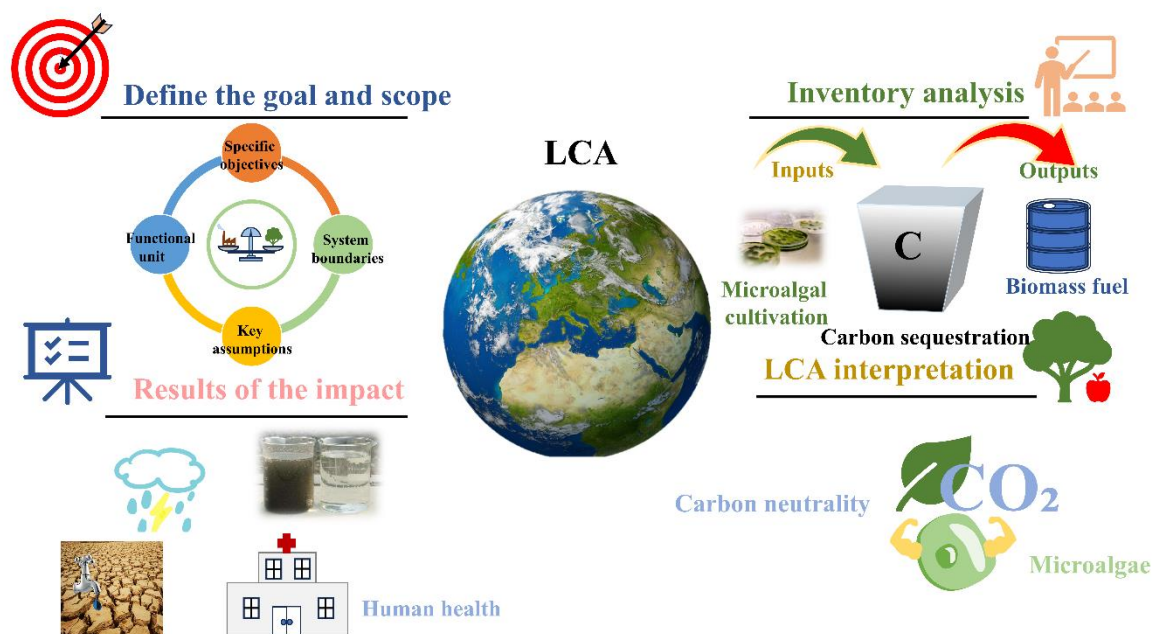 Define the goal and scope
Specific
objectives
Functional
unit
System
boundaries
Key
assumptions
Results of the impact
Human health
LCA
Inventory analysis
Inputs
Outputs
C
Microalgal
cultivation
Biomass fuel
Carbon sequestration
LCA interpretation
Carbon neutrality
CO₂
Microalgae